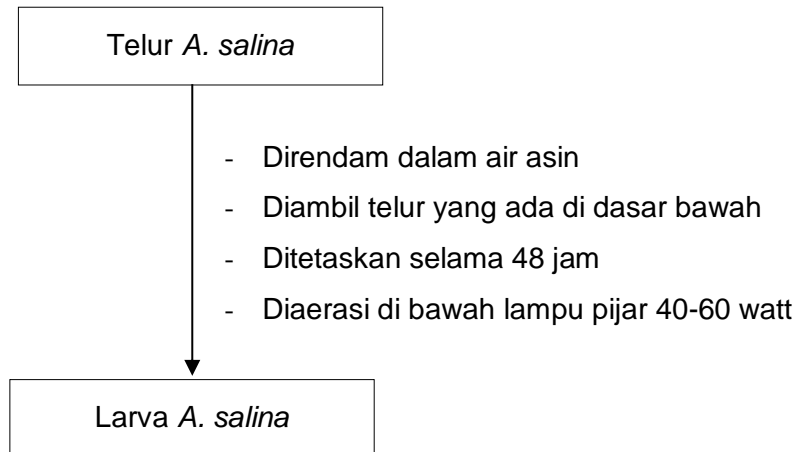 Telur A. salina
- Direndam dalam air asin
- Diambil telur yang ada di dasar bawah
- Ditetaskan selama 48 jam
- Diaerasi di bawah lampu pijar 40-60 watt
Larva A. salina